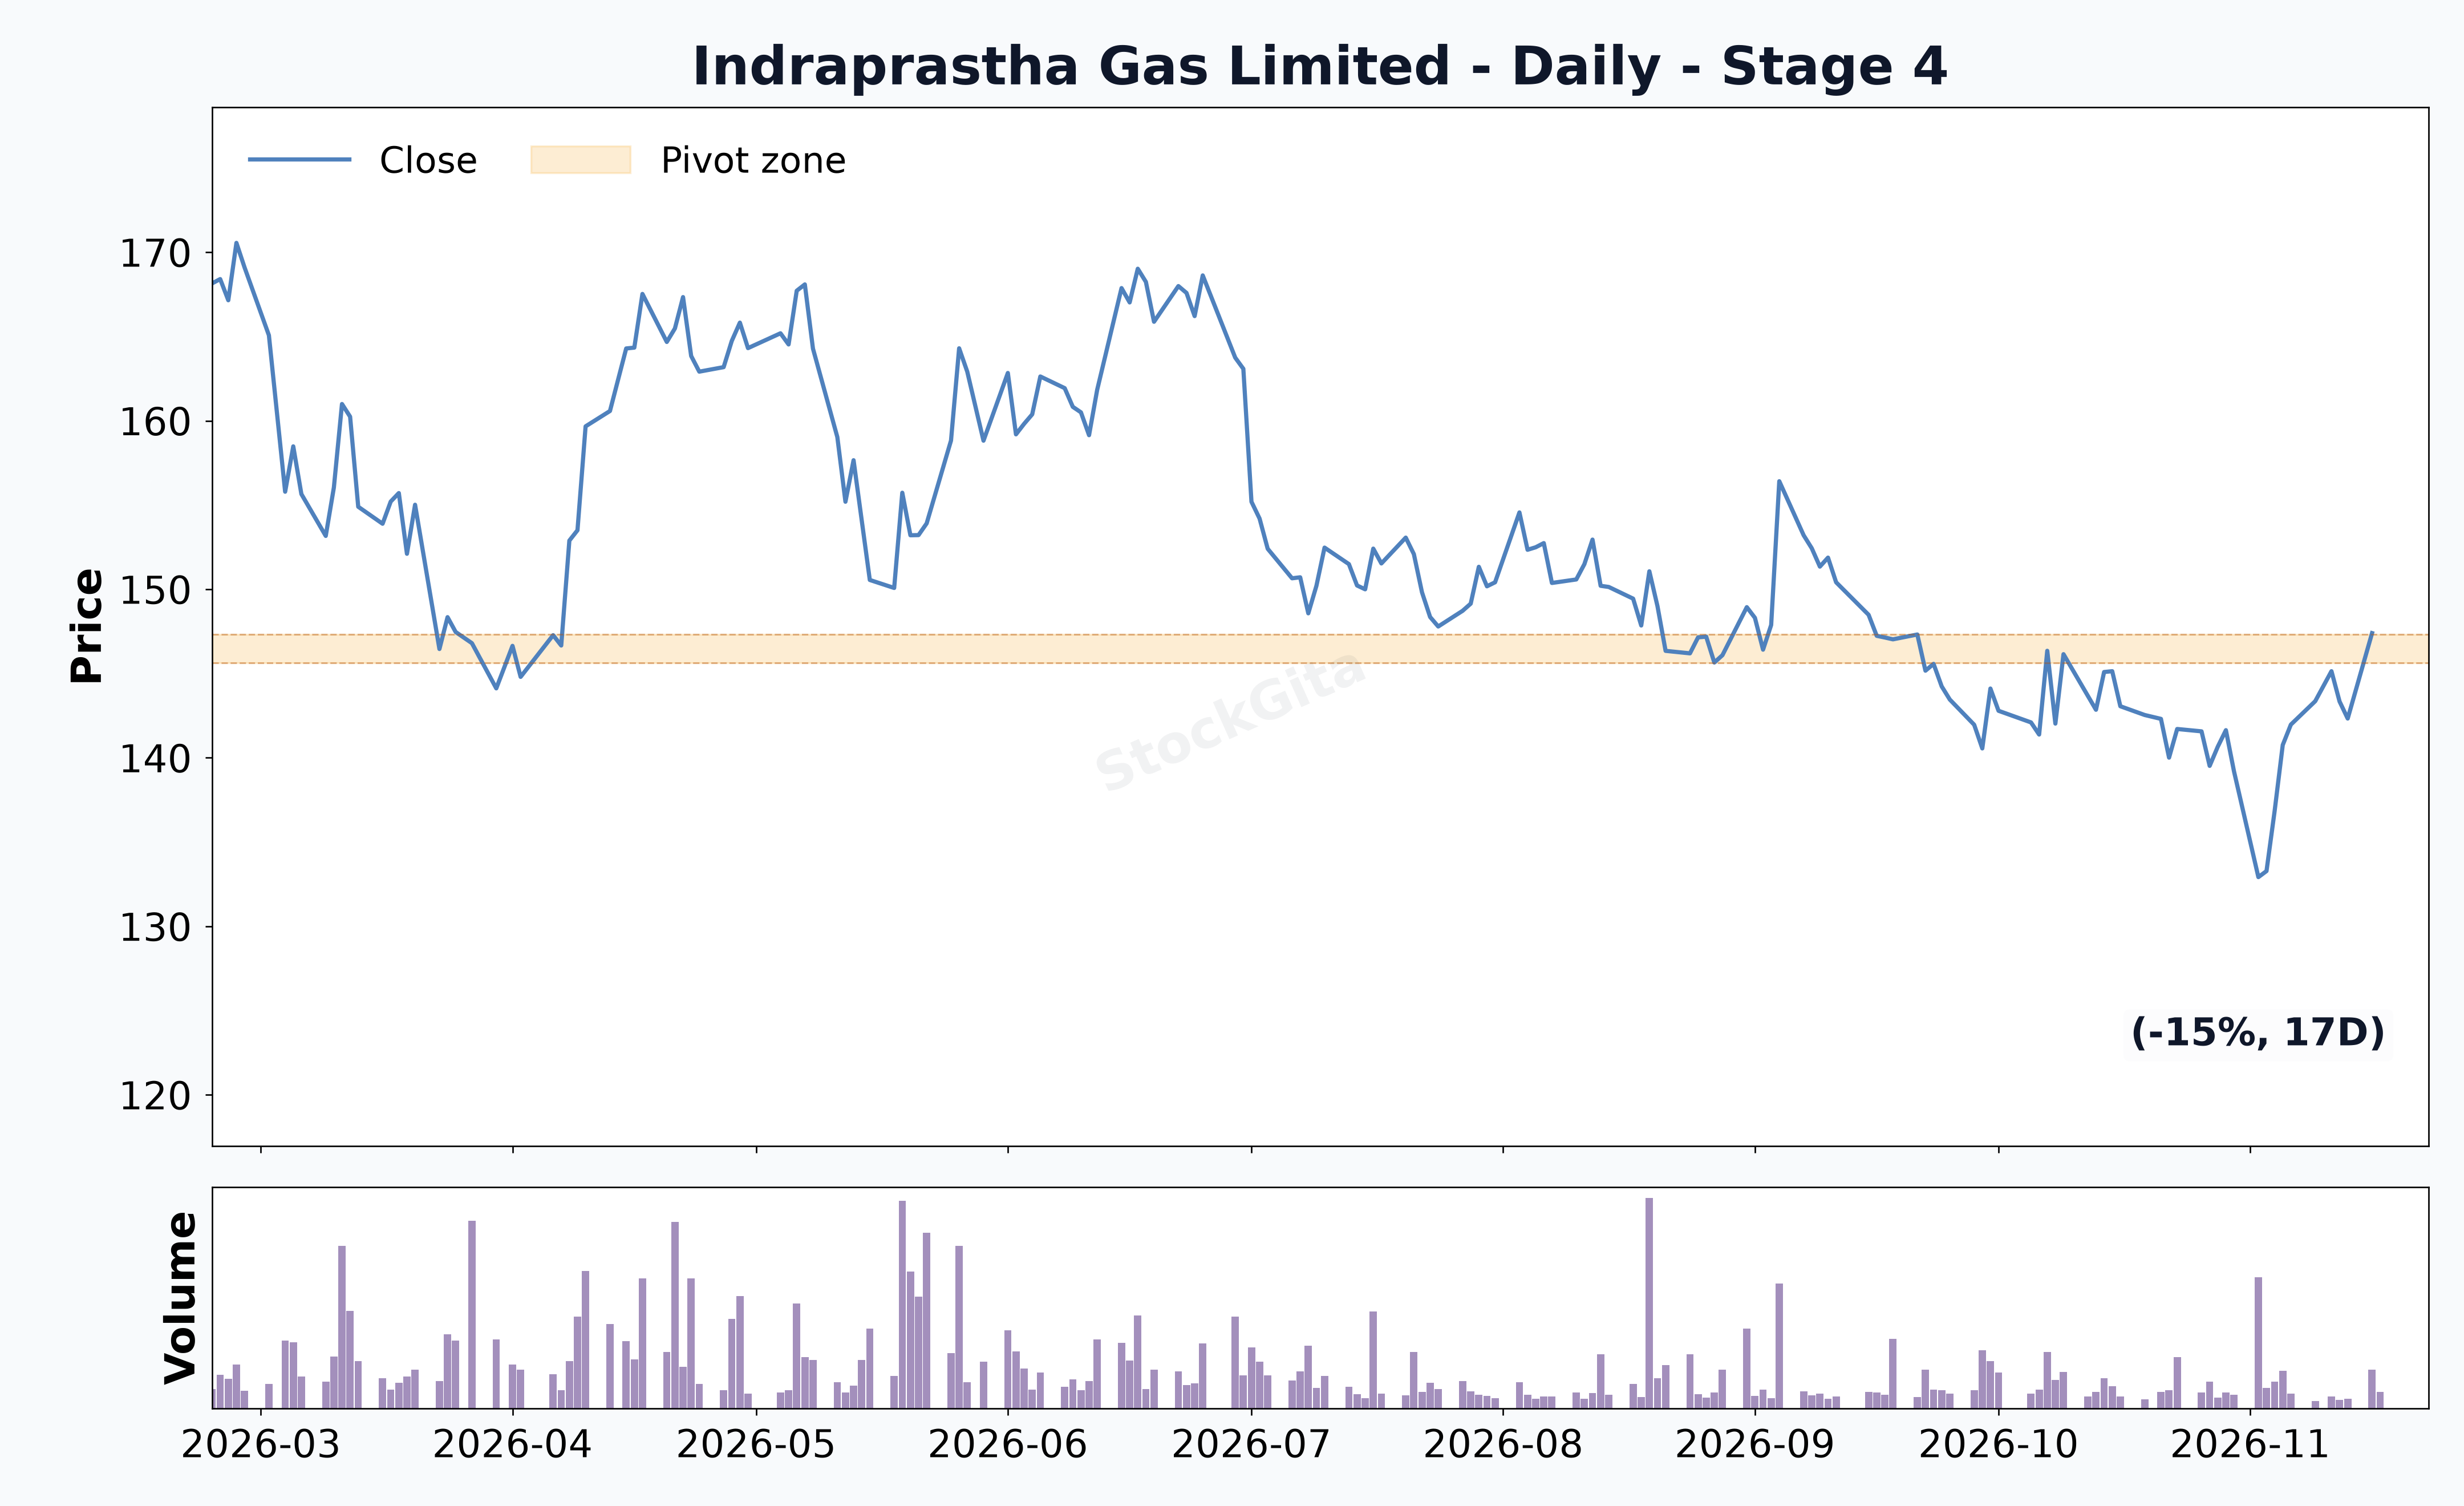 Indraprastha Gas Limited - Daily - Stage 4
Close
Pivot zone
170
160
150
140
130
120
Price
StockGita
(-15%, 17D)
Volume
2026-03
2026-04
2026-05
2026-06
2026-07
2026-08
2026-09
2026-10
2026-11